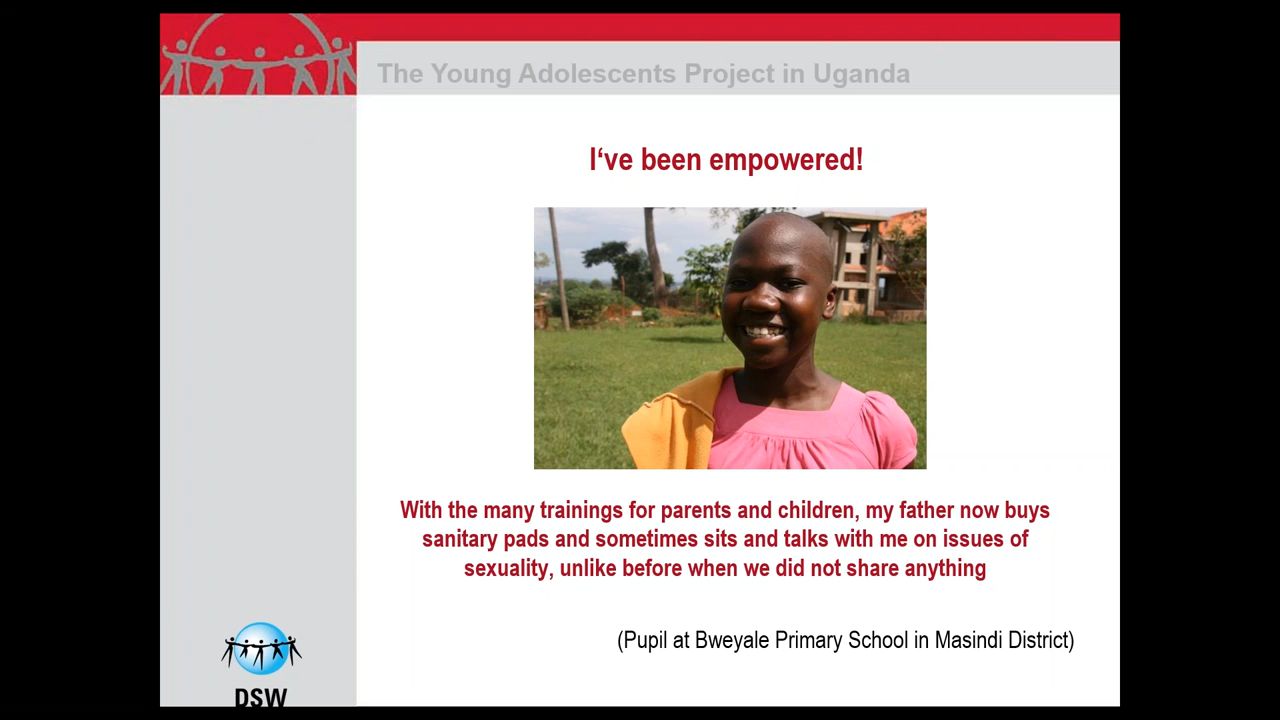 The Young Adolescents Project in Uganda
I‘ve been empowered!
With the many trainings for parents and children, my father now buys
sanitary pads and sometimes sits and talks with me on issues of
sexuality, unlike before when we did not share anything
(Pupil at Bweyale Primary School in Masindi District)
DSW